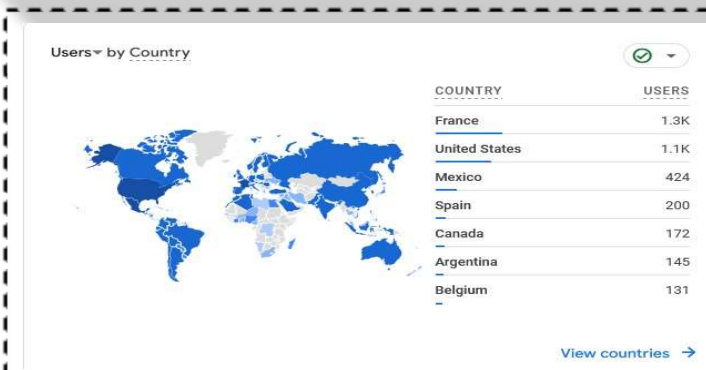 Users by Country
COUNTRY USERS
France 1.3K
United States 1.1K
Mexico 424
Spain 200
Canada 172
Argentina 145
Belgium 131
View countries →